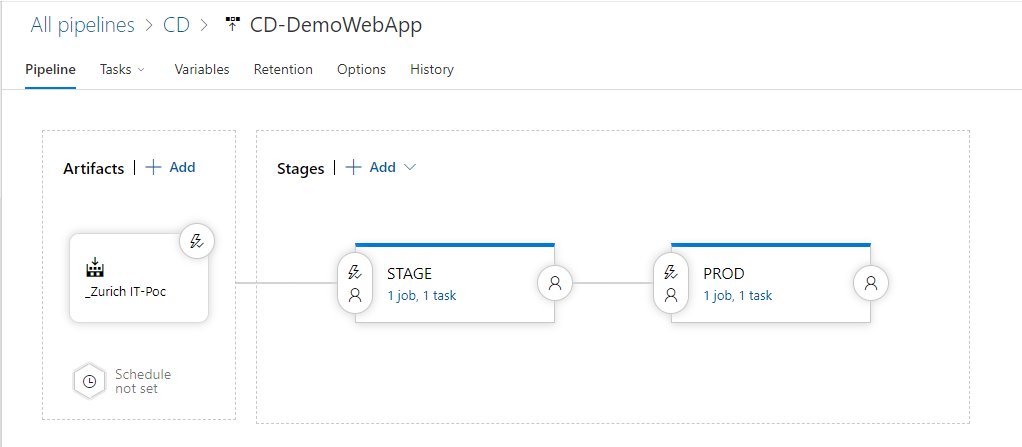 All pipelines > CD > CD-DemoWebApp
Pipeline Tasks Variables Retention Options History
Artifacts | + Add
Stages | + Add
_Zurich IT-Poc
Schedule
not set
STAGE
1 job, 1 task
PROD
1 job, 1 task